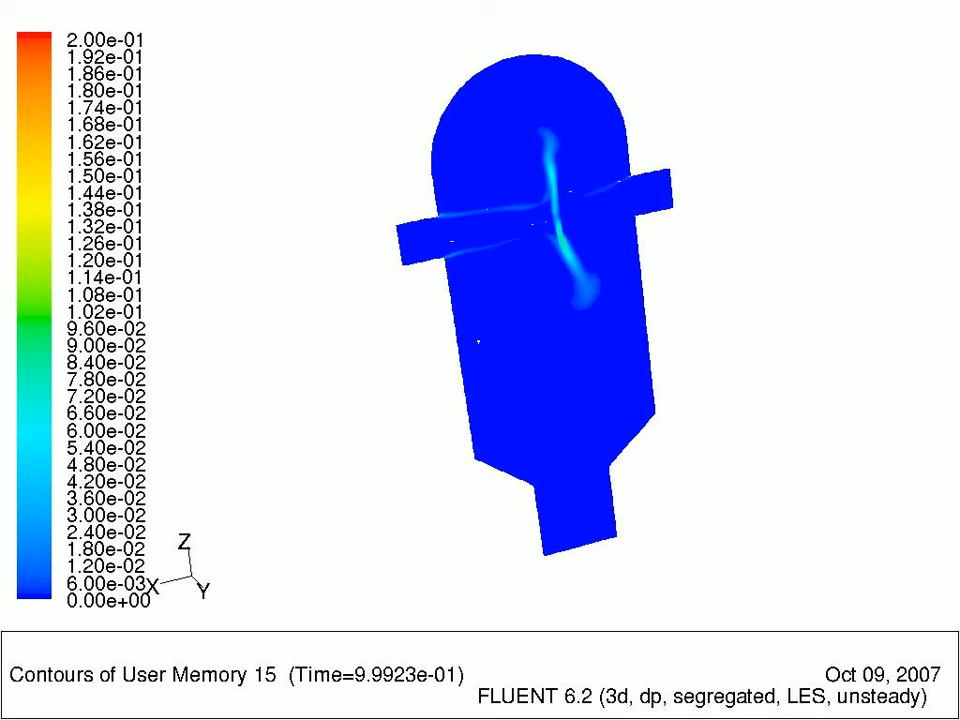 2.00e-01
1.92e-01
1.86e-01
1.80e-01
1.74e-01
1.68e-01
1.62e-01
1.56e-01
1.50e-01
1.44e-01
1.38e-01
1.32e-01
1.26e-01
1.20e-01
1.14e-01
1.08e-01
1.02e-01
9.60e-02
9.00e-02
8.40e-02
7.80e-02
7.20e-02
6.60e-02
6.00e-02
5.40e-02
4.80e-02
4.20e-02
3.60e-02
3.00e-02
2.40e-02
1.80e-02
1.20e-02
6.00e-03
0.00e+00
Z
X
Y
Contours of User Memory 15 (Time=9.9923e-01)
Oct 09, 2007
FLUENT 6.2 (3d, dp, segregated, LES, unsteady)